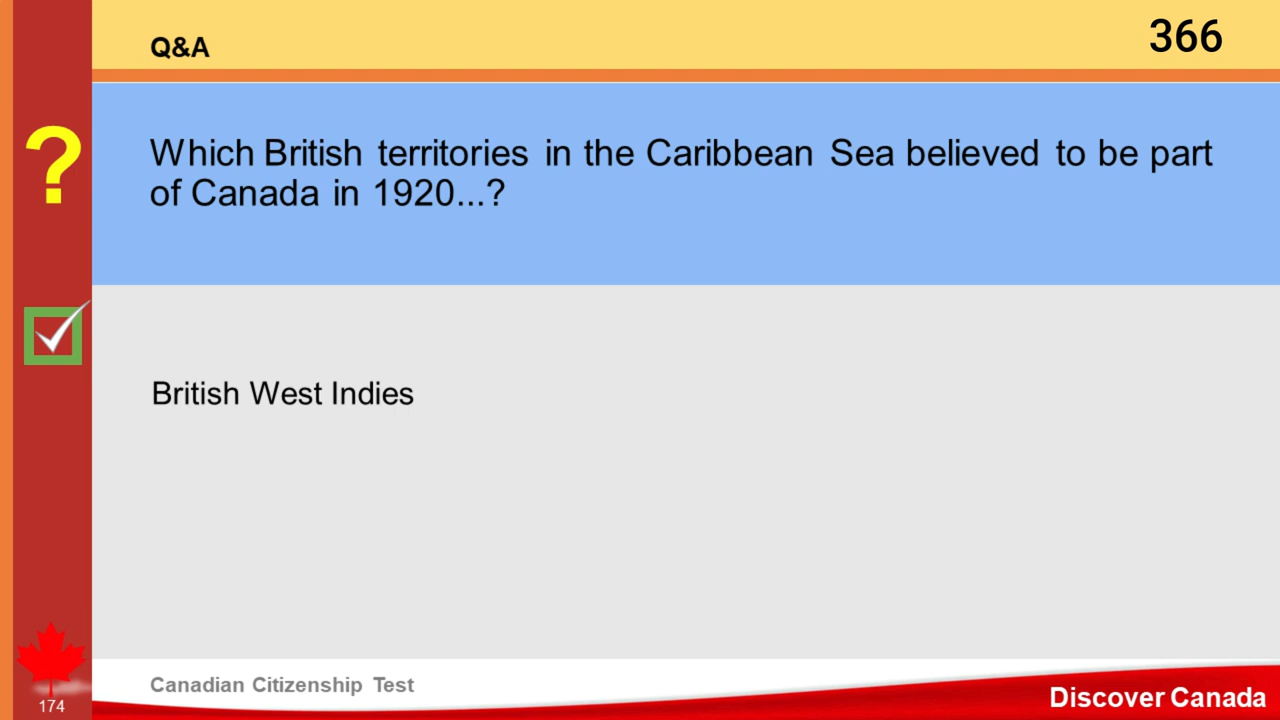 Q&A
366
?
Which British territories in the Caribbean Sea believed to be part
of Canada in 1920...?
British West Indies
Canadian Citizenship Test
174
Discover Canada